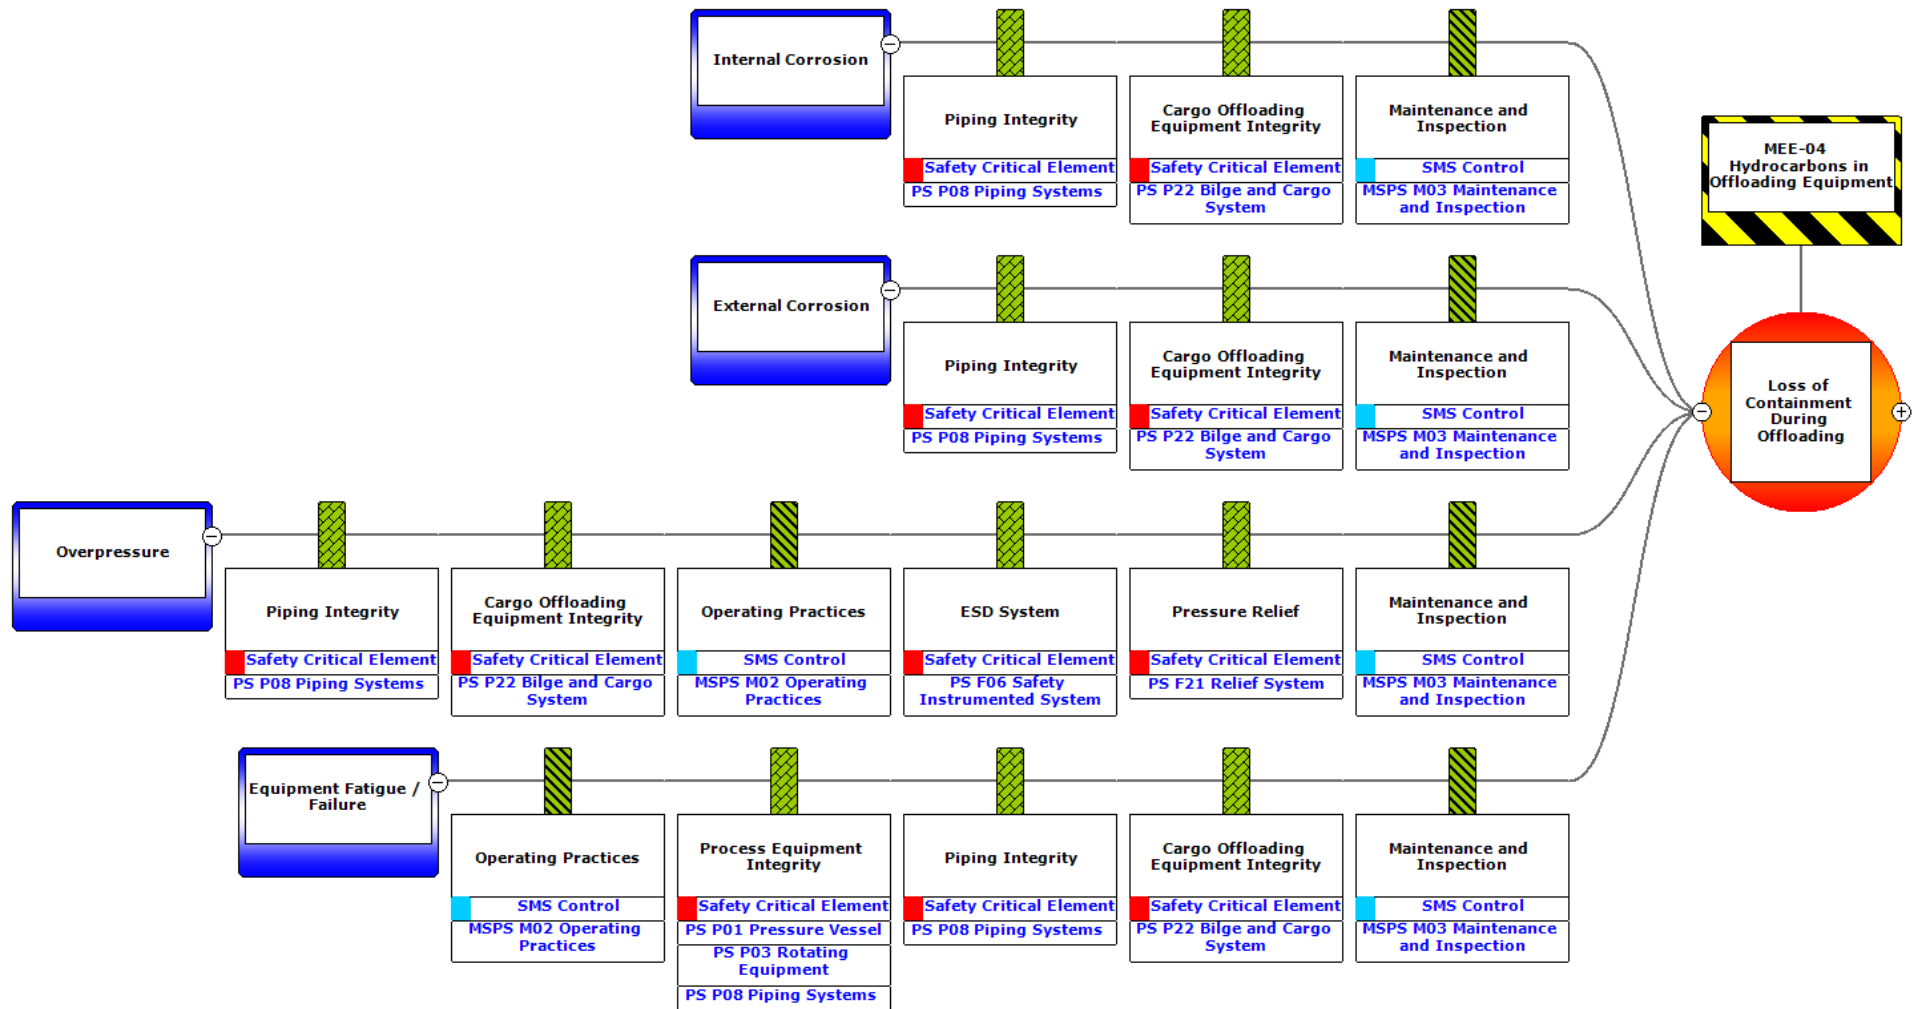 Internal Corrosion
Piping Integrity
Safety Critical Element
PS P08 Piping Systems
Cargo Offloading
Equipment Integrity
Safety Critical Element
PS P22 Bilge and Cargo
System
Maintenance and
Inspection
SMS Control
MSPS M03 Maintenance
and Inspection
MEE-04
Hydrocarbons in
Offloading Equipment
External Corrosion
Piping Integrity
Safety Critical Element
PS P08 Piping Systems
Cargo Offloading
Equipment Integrity
Safety Critical Element
PS P22 Bilge and Cargo
System
Maintenance and
Inspection
SMS Control
MSPS M03 Maintenance
and Inspection
Loss of
Containment
During
Offloading
Overpressure
Piping Integrity
Safety Critical Element
PS P08 Piping Systems
Cargo Offloading
Equipment Integrity
Safety Critical Element
PS P22 Bilge and Cargo
System
Operating Practices
SMS Control
MSPS M02 Operating
Practices
ESD System
Safety Critical Element
PS F06 Safety
Instrumented System
Pressure Relief
Safety Critical Element
PS F21 Relief System
Maintenance and
Inspection
SMS Control
MSPS M03 Maintenance
and Inspection
Equipment Fatigue /
Failure
Operating Practices
SMS Control
MSPS M02 Operating
Practices
Process Equipment
Integrity
Safety Critical Element
PS P01 Pressure Vessel
PS P03 Rotating
Equipment
PS P08 Piping Systems
Piping Integrity
Safety Critical Element
PS P08 Piping Systems
Cargo Offloading
Equipment Integrity
Safety Critical Element
PS P22 Bilge and Cargo
System
Maintenance and
Inspection
SMS Control
MSPS M03 Maintenance
and Inspection